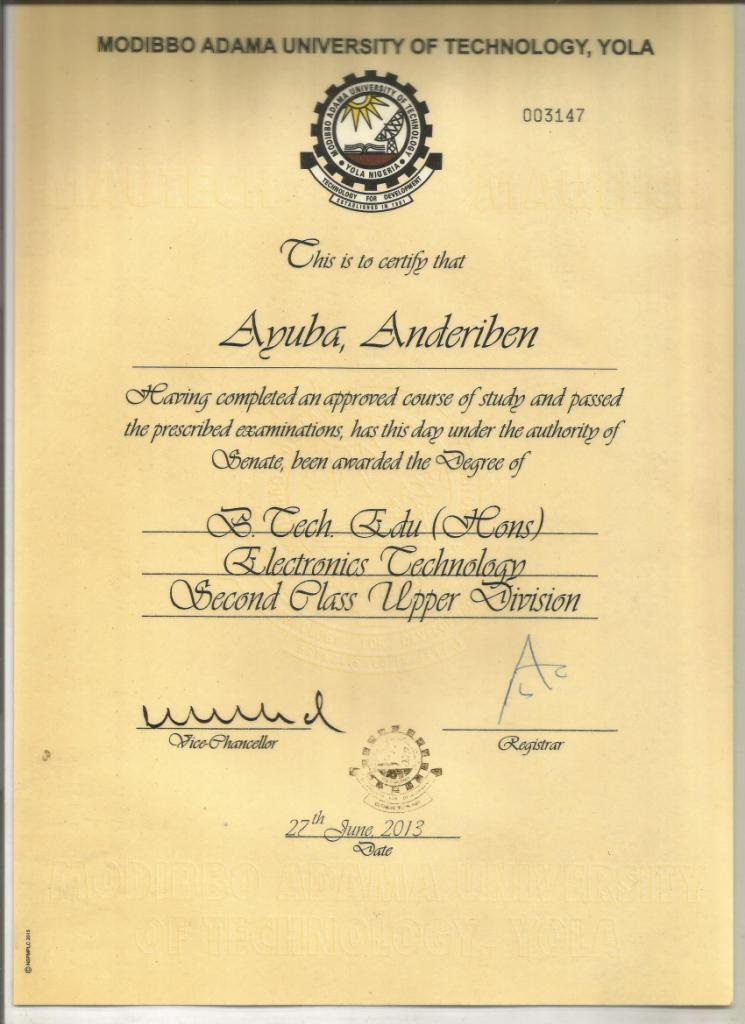 MODIBBO ADAMA UNIVERSITY OF TECHNOLOGY, YOLA
MODIBBO ADAMA UNIVERSITY OF TECHNOLOGY
YOLA NIGERIA
TECHNOLOGY FOR DEVELOPMENT
ESTABLISHED IN 1981
003147
This is to certify that
Ayuba, Anderiben
Having completed an approved course of study and passed
the prescribed examinations, has this day under the authority of
Senate, been awarded the Degree of
B. Tech. Edu (Hons)
Electronics Technology
Second Class Upper Division
Vice-Chancellor
Registrar
27th June, 2013
Date
MODIBBO ADAMA UNIVERSITY
OF TECHNOLOGY, YOLA